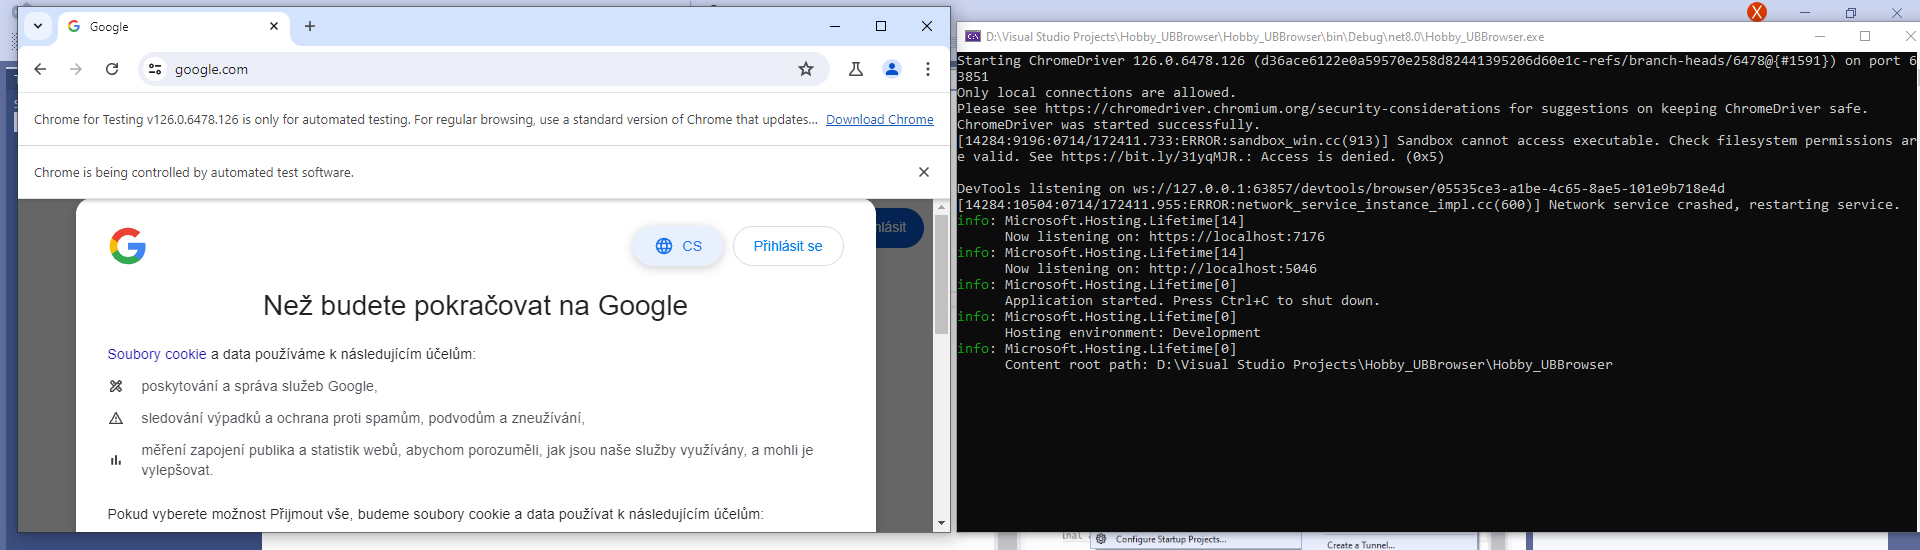 Google
google.com
Chrome for Testing v126.0.6478.126 is only for automated testing. For regular browsing, use a standard version of Chrome that updates... Download Chrome
Chrome is being controlled by automated test software.
hlásit
CS
Přihlásit se
Než budete pokračovat na Google
Soubory cookie a data používáme k následujícím účelům:
poskytování a správa služeb Google,
sledování výpadků a ochrana proti spamům, podvodům a zneužívání,
měření zapojení publika a statistik webů, abychom porozuměli, jak jsou naše služby využívány, a mohli je
vylepšovat.
Pokud vyberete možnost Přijmout vše, budeme soubory cookie a data používat k následujícím účelům:
X
D:\Visual Studio Projects\Hobby_UBBrowser\Hobby_UBBrowser\bin\Debug\net8.0\Hobby_UBBrowser.exe
Starting ChromeDriver 126.0.6478.126 (d36ace6122e0a59570e258d82441395206d60e1c-refs/branch-heads/6478@{#1591}) on port 6
3851
Only local connections are allowed.
Please see https://chromedriver.chromium.org/security-considerations for suggestions on keeping ChromeDriver safe.
ChromeDriver was started successfully.
[14284:9196:0714/172411.733:ERROR:sandbox_win.cc(913)] Sandbox cannot access executable. Check filesystem permissions ar
e valid. See https://bit.ly/31yqMJR.: Access is denied. (0x5)
DevTools listening on ws://127.0.0.1:63857/devtools/browser/05535ce3-a1be-4c65-8ae5-101e9b718e4d
[14284:10504:0714/172411.955:ERROR:network_service_instance_impl.cc(600)] Network service crashed, restarting service.
info: Microsoft.Hosting.Lifetime[14]
Now listening on: https://localhost:7176
info: Microsoft.Hosting.Lifetime[14]
Now listening on: http://localhost:5046
info: Microsoft.Hosting.Lifetime[0]
Application started. Press Ctrl+C to shut down.
info: Microsoft.Hosting.Lifetime[0]
Hosting environment: Development
info: Microsoft.Hosting.Lifetime[0]
Content root path: D:\Visual Studio Projects\Hobby_UBBrowser\Hobby_UBBrowser
Configure Startup Projects...
Create a Tunnel...